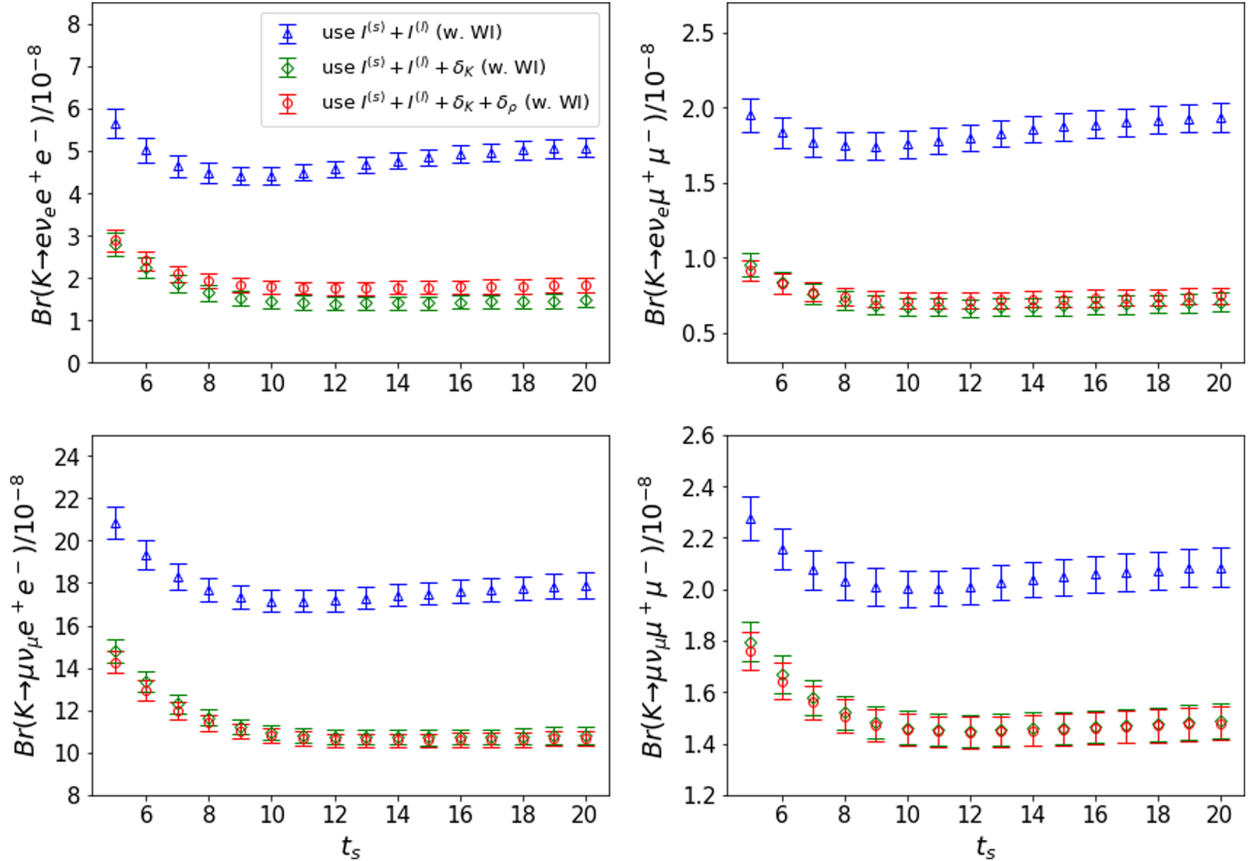 Br(K→eν_e e⁺e⁻)/10⁻⁸
8
7
6
5
4
3
2
1
0
use I⁽ˢ⁾ + I⁽ˡ⁾ (w. WI)
use I⁽ˢ⁾ + I⁽ˡ⁾ + δ_K (w. WI)
use I⁽ˢ⁾ + I⁽ˡ⁾ + δ_K + δ_ρ (w. WI)
6 8 10 12 14 16 18 20
Br(K→eν_e μ⁺μ⁻)/10⁻⁸
2.5
2.0
1.5
1.0
0.5
6 8 10 12 14 16 18 20
Br(K→μν_μ e⁺e⁻)/10⁻⁸
24
22
20
18
16
14
12
10
8
6 8 10 12 14 16 18 20
t_s
Br(K→μν_μ μ⁺μ⁻)/10⁻⁸
2.6
2.4
2.2
2.0
1.8
1.6
1.4
1.2
6 8 10 12 14 16 18 20
t_s